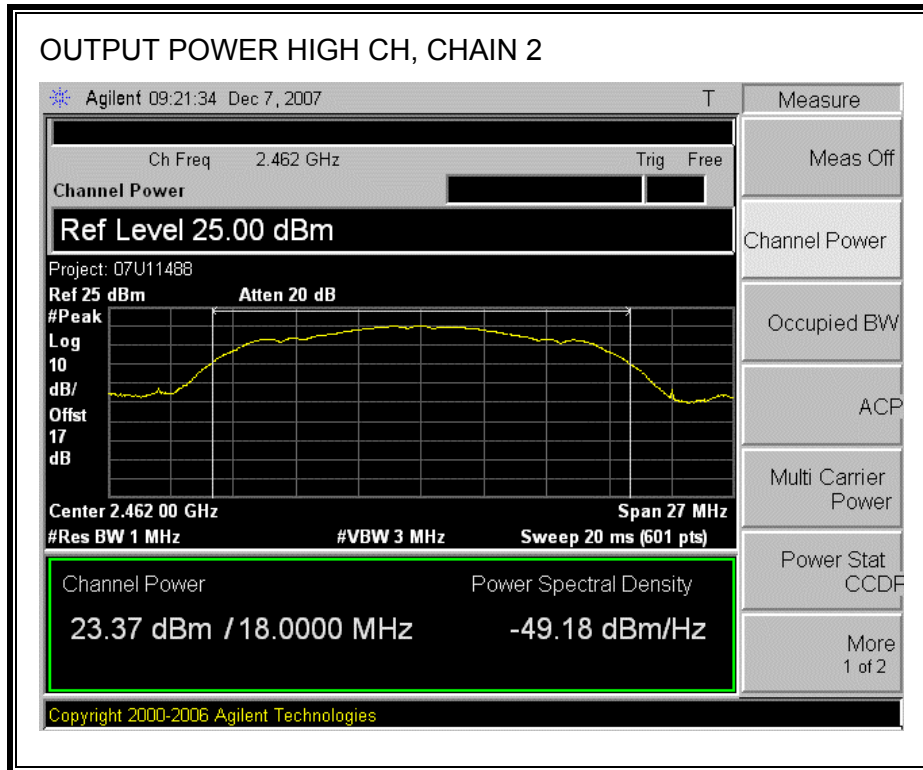 OUTPUT POWER HIGH CH, CHAIN 2
Agilent 09:21:34 Dec 7, 2007 T
Measure
Ch Freq 2.462 GHz Trig Free
Meas Off
Channel Power
Ref Level 25.00 dBm
Channel Power
Project: 07U11488
Ref 25 dBm Atten 20 dB
#Peak
Log
10
dB/
Offst
17
dB
Occupied BW
ACP
Multi Carrier
Power
Center 2.462 00 GHz Span 27 MHz
#Res BW 1 MHz #VBW 3 MHz Sweep 20 ms (601 pts)
Power Stat
CCDF
Channel Power Power Spectral Density
23.37 dBm / 18.0000 MHz -49.18 dBm/Hz
More
1 of 2
Copyright 2000-2006 Agilent Technologies